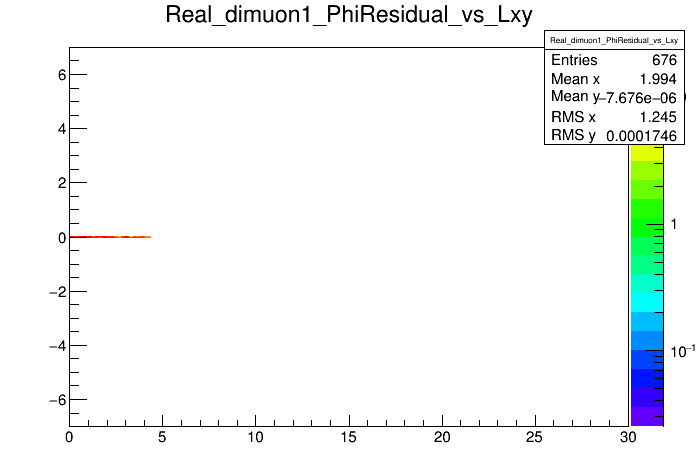 Real_dimuon1_PhiResidual_vs_Lxy
Real_dimuon1_PhiResidual_vs_Lxy
Entries 676
Mean x 1.994
Mean y −7.676e−06
RMS x 1.245
RMS y 0.0001746
6
4
2
0
−2
−4
−6
0 5 10 15 20 25 30
1
10−1